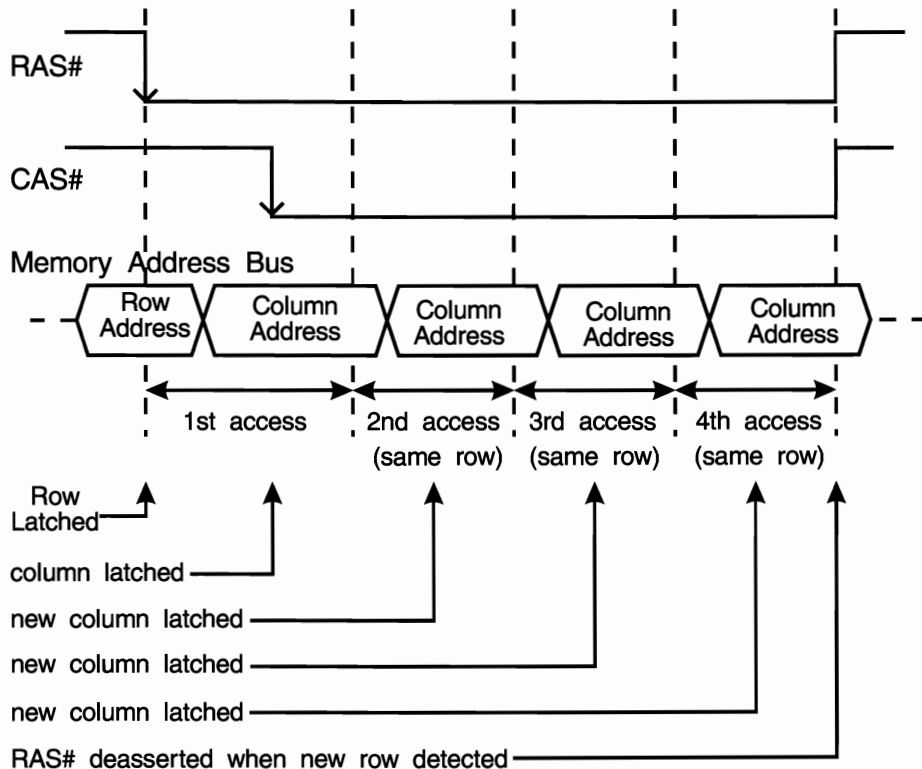 RAS#
CAS#
Memory Address Bus
Row Address
Column Address
Column Address
Column Address
Column Address
1st access
2nd access (same row)
3rd access (same row)
4th access (same row)
Row Latched
column latched
new column latched
new column latched
new column latched
RAS# deasserted when new row detected